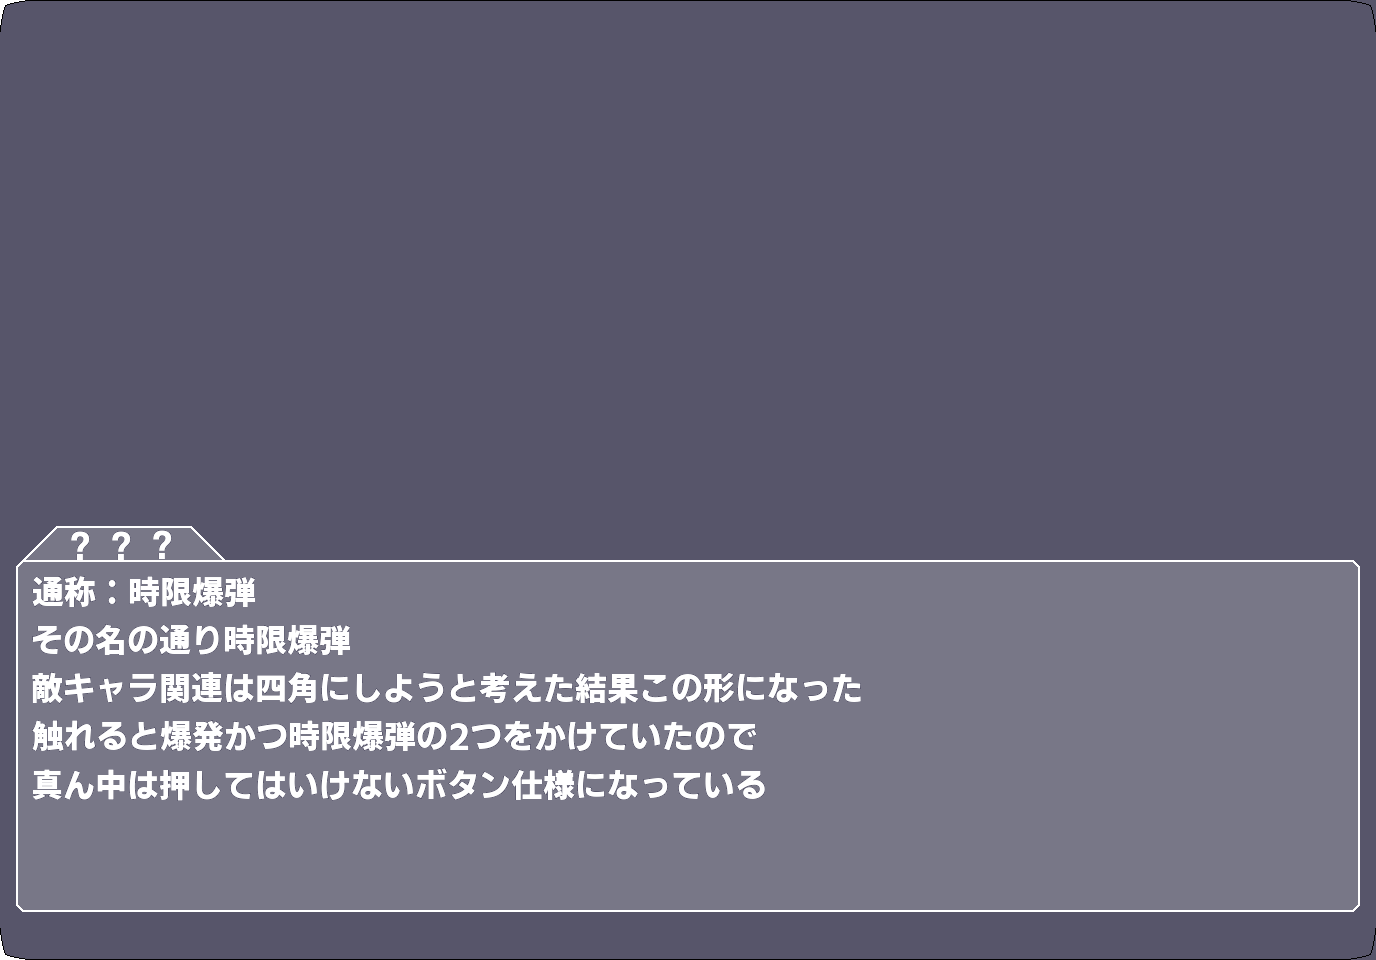 ？？？
通称：時限爆弾
その名の通り時限爆弾
敵キャラ関連は四角にしようと考えた結果この形になった
触れると爆発かつ時限爆弾の2つをかけていたので
真ん中は押してはいけないボタン仕様になっている